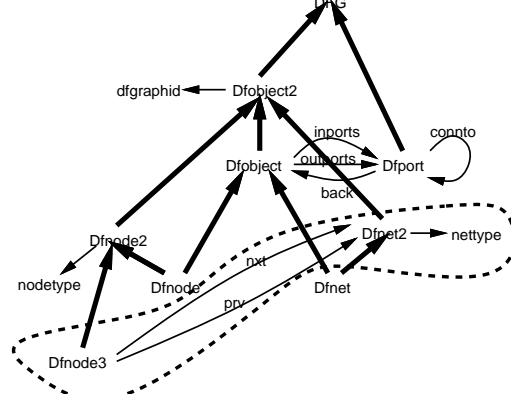 DFG
dfgraphid
Dfobject2
inports
connto
Dfobject
outports
Dfport
back
Dfnode2
Dfnet2
nettype
nxt
nodetype
Dfnode
Dfnet
prv
Dfnode3